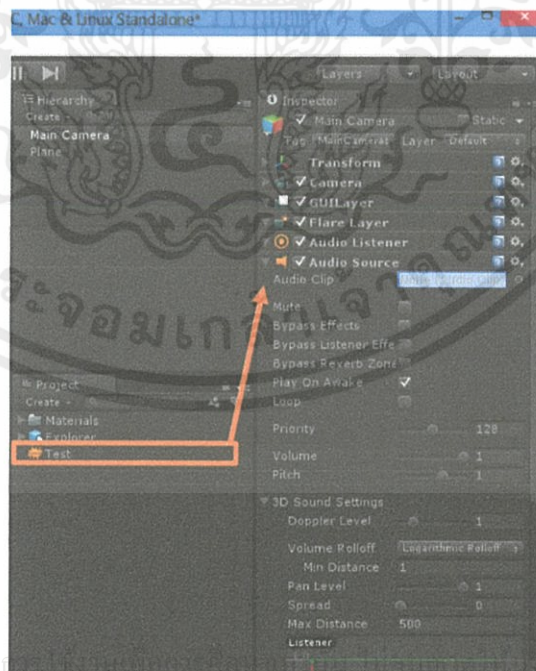 C, Mac & Linux Standalone*
Layers
Layout
Hierarchy
Create
Main Camera
Plane
Inspector
Main Camera
Static
Tag MainCamera Layer Default
Transform
Camera
GUILayer
Flare Layer
Audio Listener
Audio Source
Audio Clip
Mute
Bypass Effects
Bypass Listener Effe
Bypass Reverb Zone
Play On Awake
Loop
Priority 128
Volume 1
Pitch 1
3D Sound Settings
Doppler Level 1
Volume Rolloff Logarithmic Rolloff
Min Distance 1
Pan Level 1
Spread 0
Max Distance 500
Listener
Project
Create
Materials
Explorer
Test